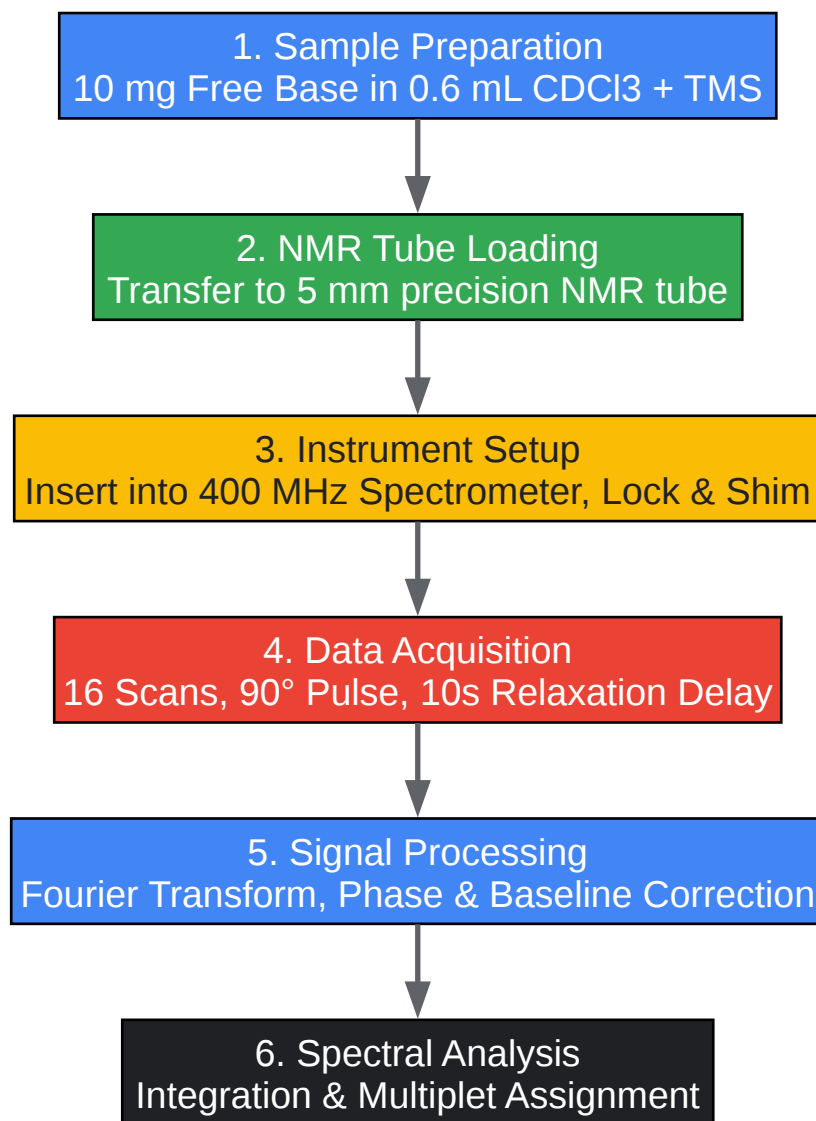 1. Sample Preparation
10 mg Free Base in 0.6 mL CDCl3 + TMS
2. NMR Tube Loading
Transfer to 5 mm precision NMR tube
3. Instrument Setup
Insert into 400 MHz Spectrometer, Lock & Shim
4. Data Acquisition
16 Scans, 90° Pulse, 10s Relaxation Delay
5. Signal Processing
Fourier Transform, Phase & Baseline Correction
6. Spectral Analysis
Integration & Multiplet Assignment